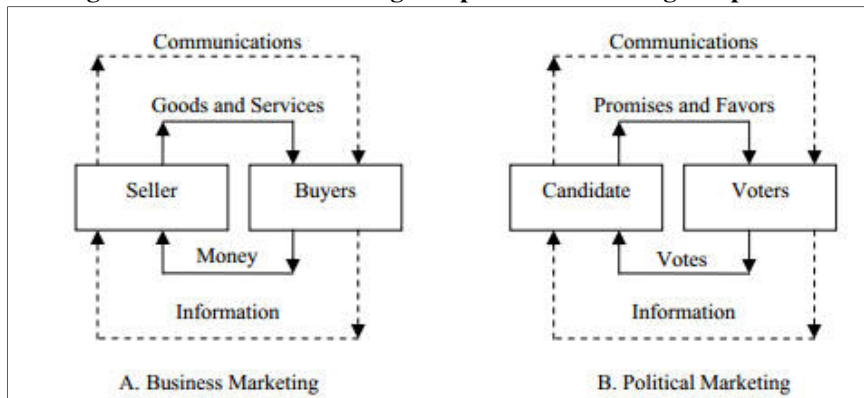 Communications
Goods and Services
Seller
Buyers
Money
Information
A. Business Marketing
Communications
Promises and Favors
Candidate
Voters
Votes
Information
B. Political Marketing